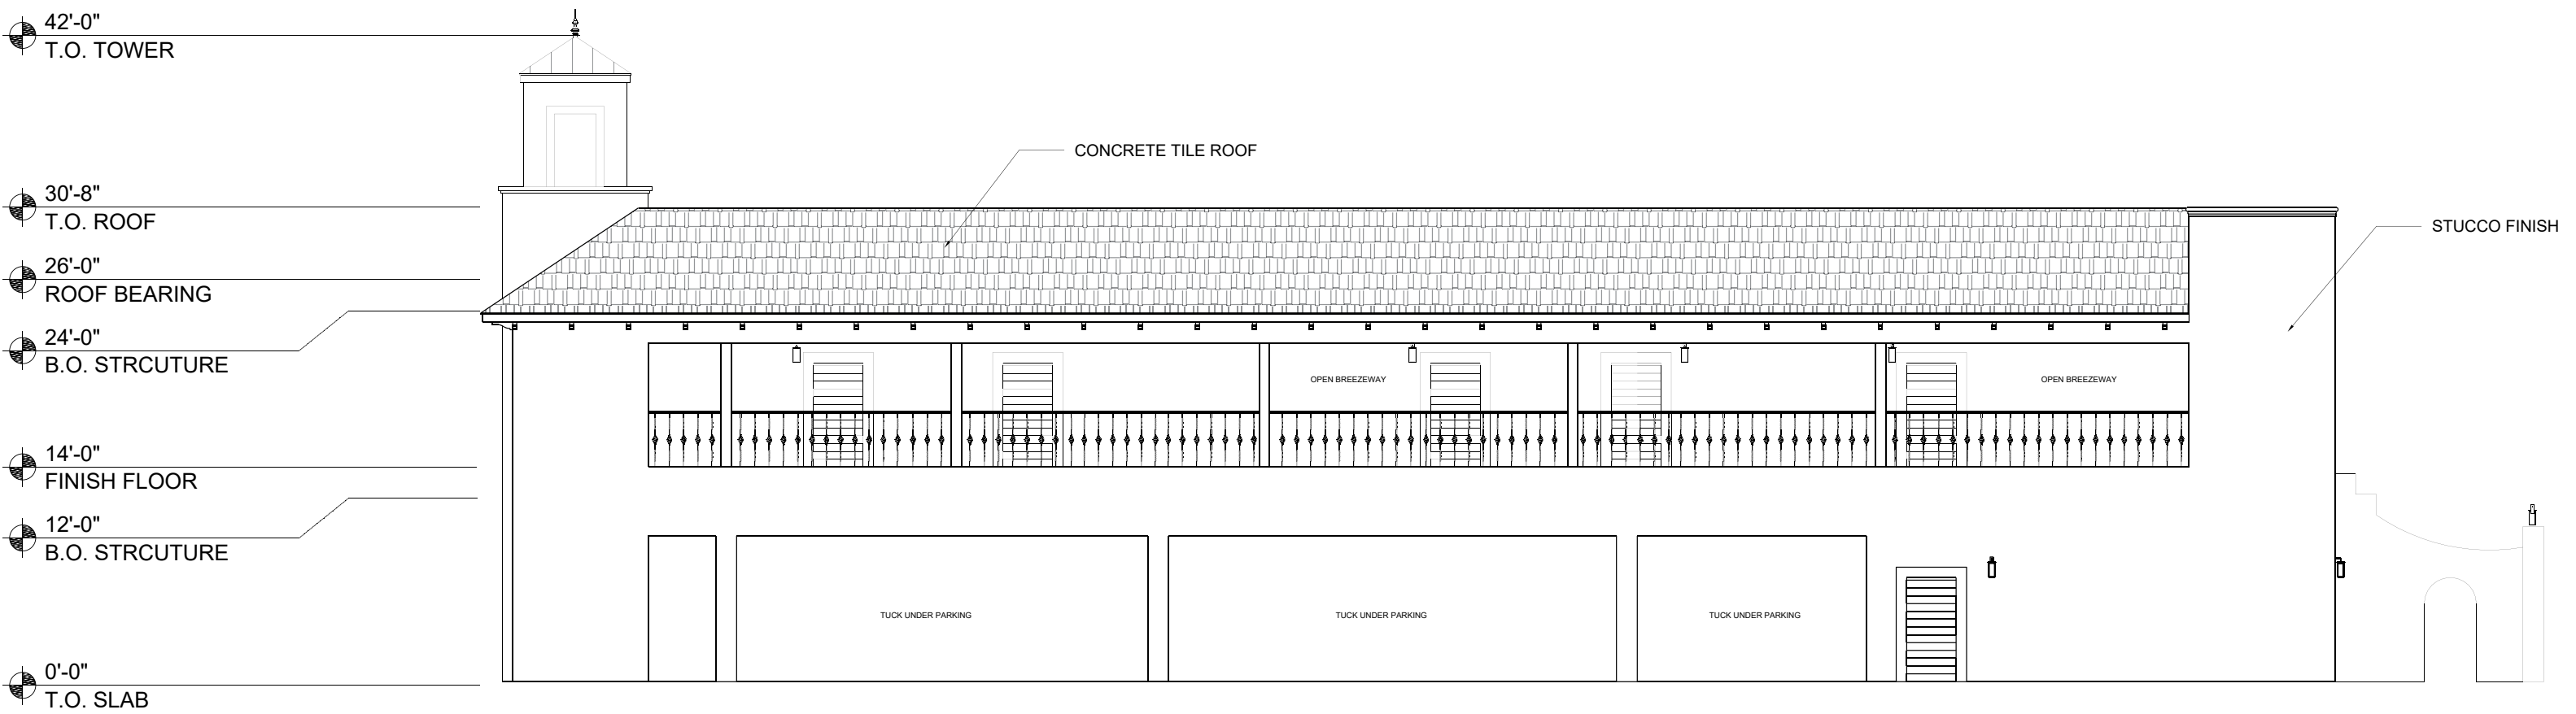 42'-0"
T.O. TOWER
CONCRETE TILE ROOF
30'-8"
T.O. ROOF
STUCCO FINISH
26'-0"
ROOF BEARING
24'-0"
B.O. STRCUTURE
OPEN BREEZEWAY
OPEN BREEZEWAY
14'-0"
FINISH FLOOR
12'-0"
B.O. STRCUTURE
TUCK UNDER PARKING
TUCK UNDER PARKING
TUCK UNDER PARKING
0'-0"
T.O. SLAB